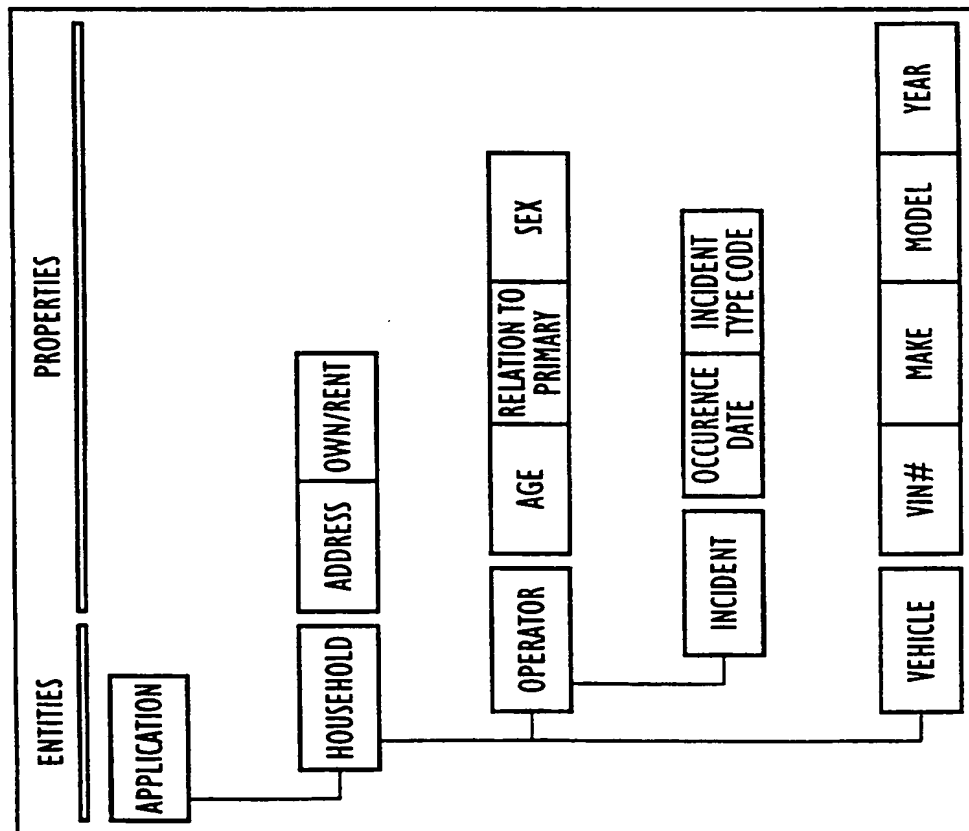 ENTITIES
PROPERTIES
APPLICATION
HOUSEHOLD
ADDRESS
OWN/RENT
OPERATOR
AGE
RELATION TO
PRIMARY
SEX
INCIDENT
OCCURENCE
DATE
INCIDENT
TYPE CODE
VEHICLE
VIN#
MAKE
MODEL
YEAR